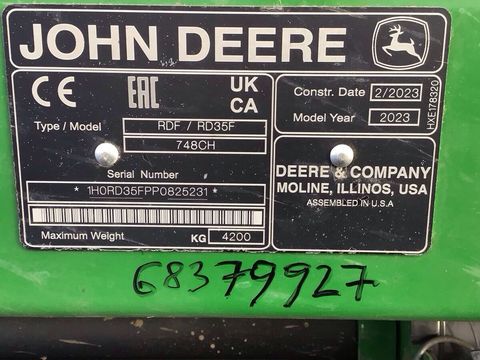 JOHN DEERE
CE EAC UK CA
Type / Model RDF / RD35F
748CH
Serial Number
* 1H0RD35FPP0825231 *
Maximum Weight KG 4200
Constr. Date 2/2023
Model Year 2023
HXE178320
DEERE & COMPANY
MOLINE, ILLINOS, USA
ASSEMBLED IN U.S.A
68379927